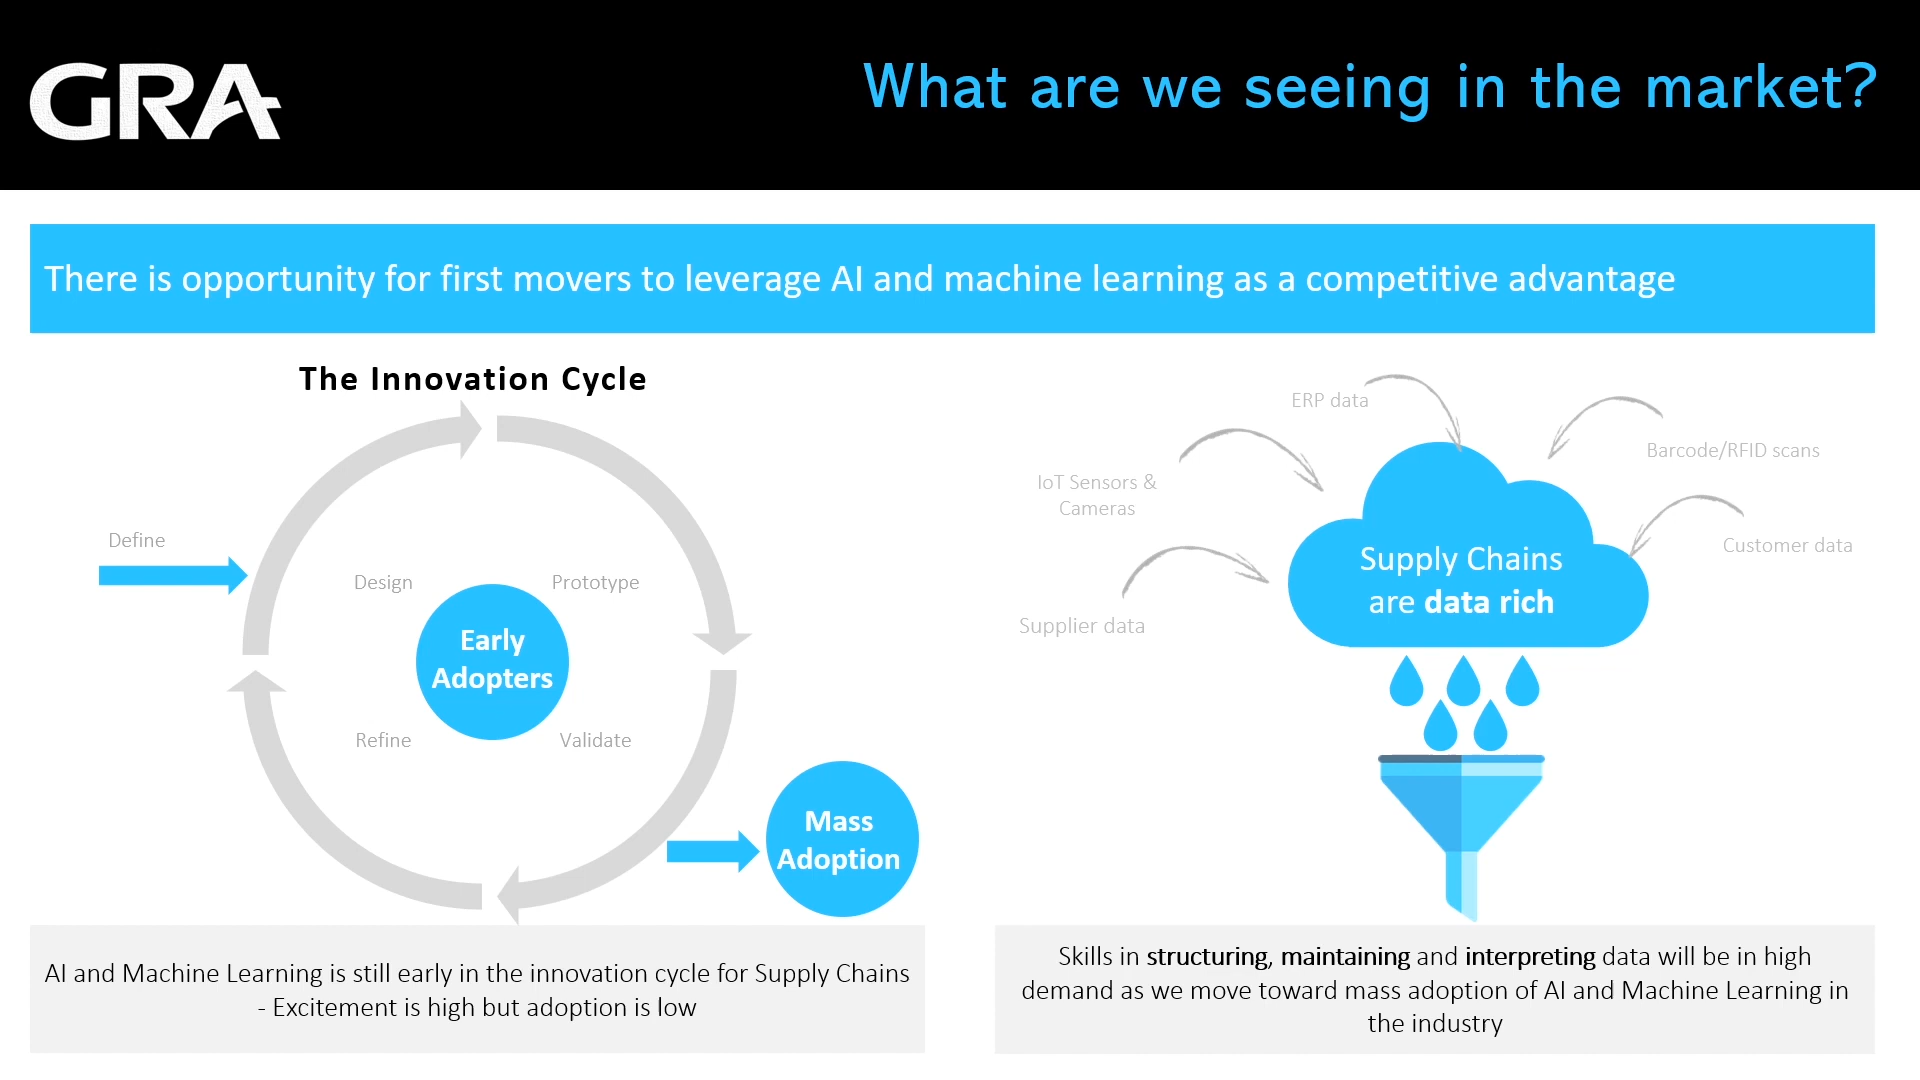 GRA
What are we seeing in the market?
There is opportunity for first movers to leverage AI and machine learning as a competitive advantage
The Innovation Cycle
Define
Design
Prototype
Early
Adopters
Refine
Validate
Mass
Adoption
AI and Machine Learning is still early in the innovation cycle for Supply Chains
- Excitement is high but adoption is low
ERP data
Barcode/RFID scans
IoT Sensors &
Cameras
Customer data
Supplier data
Supply Chains
are data rich
Skills in structuring, maintaining and interpreting data will be in high
demand as we move toward mass adoption of AI and Machine Learning in
the industry